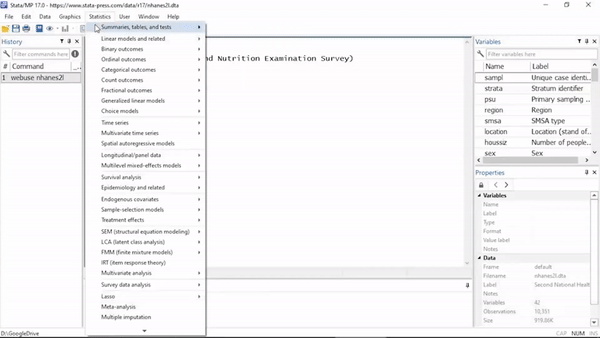 Stata/MP 17.0 - https://www.stata-press.com/data/r17/nhanes2l.dta
File Edit Data Graphics Statistics User Window Help
History
Filter commands here
# Command
1 webuse nhanes2l
Summaries, tables, and tests
Linear models and related
Binary outcomes
Ordinal outcomes
Categorical outcomes
Count outcomes
Fractional outcomes
Generalized linear models
Choice models
Time series
Multivariate time series
Spatial autoregressive models
Longitudinal/panel data
Multilevel mixed-effects models
Survival analysis
Epidemiology and related
Endogenous covariates
Sample-selection models
Treatment effects
SEM (structural equation modeling)
LCA (latent class analysis)
FMM (finite mixture models)
IRT (item response theory)
Multivariate analysis
Survey data analysis
Lasso
Meta-analysis
Multiple imputation
nd Nutrition Examination Survey)
Variables
Filter variables here
Name Label
sampl Unique case identi...
strata Stratum identifier
psu Primary sampling ...
region Region
smsa SMSA type
location Location (stand of...
houssiz Number of people...
sex Sex
Properties
Variables
Name
Label
Type
Format
Value label
Notes
Data
Frame default
Filename nhanes2l.dta
Label Second National Health
Notes
Variables 42
Observations 10,351
Size
D:\GoogleDrive
CAP NUM INS